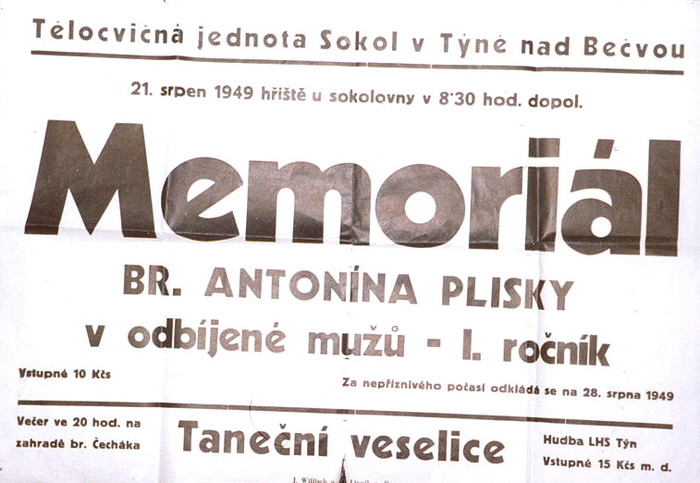 Tělocvičná jednota Sokol v Týně nad Bečvou
21. srpen 1949 hřiště u sokolovny v 8'30 hod. dopol.
Memoriál
BR. ANTONÍNA PLISKY
v odbíjené mužů - I. ročník
Vstupné 10 Kčs
Za nepříznivého počasí odkládá se na 28. srpna 1949
Večer ve 20 hod. na
zahradě br. Čecháka
Taneční veselice
Hudba LHS Týn
Vstupné 15 Kčs m. d.